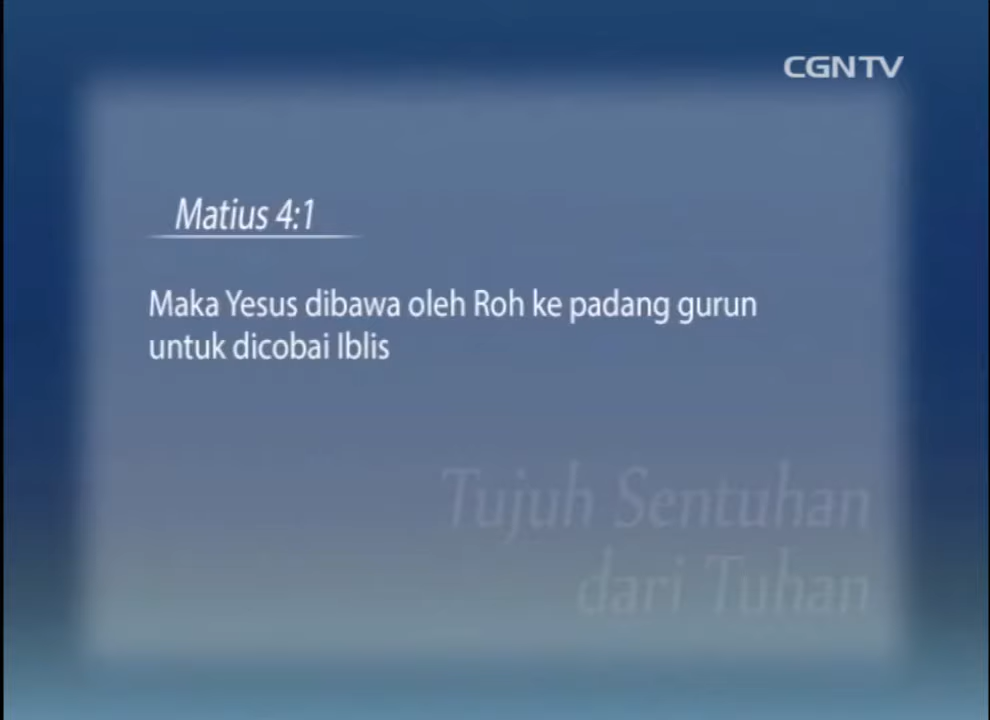 CGNTV
Matius 4:1
Maka Yesus dibawa oleh Roh ke padang gurun
untuk dicobai Iblis
Tujuh Sentuhan
dari Tuhan